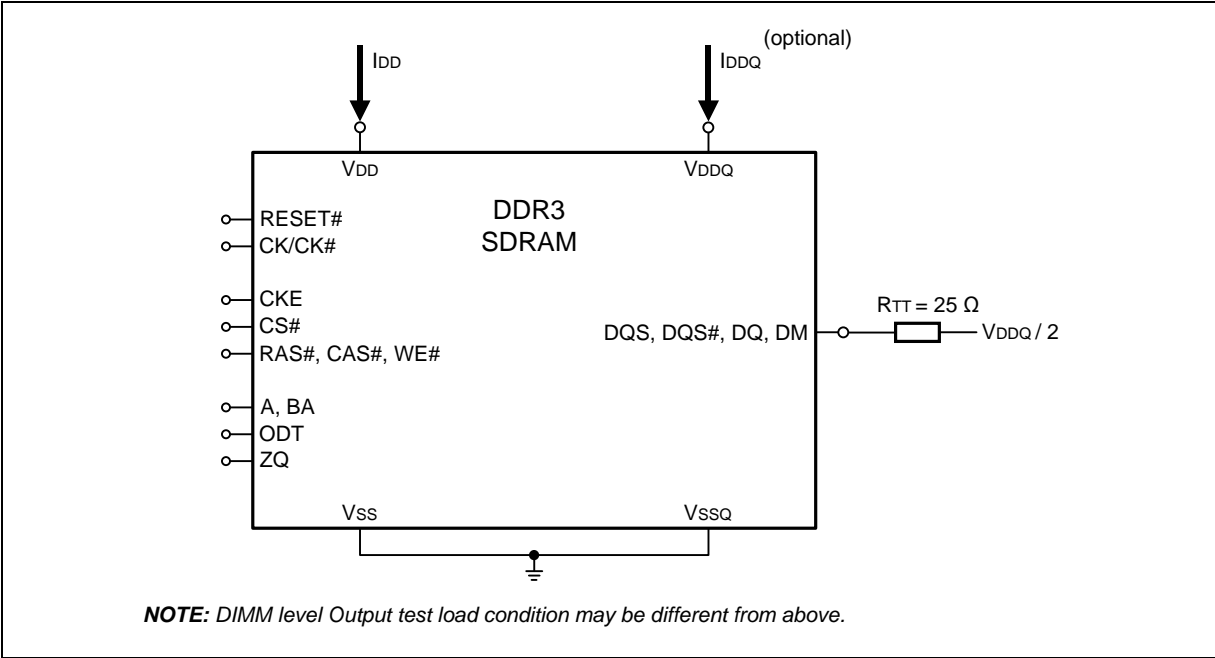 (optional)
IDD
IDDQ
VDD
VDDQ
DDR3
SDRAM
RESET#
CK/CK#
CKE
CS#
RAS#, CAS#, WE#
A, BA
ODT
ZQ
DQS, DQS#, DQ, DM
RTT = 25 Ω
VDDQ / 2
VSS
VSSQ
NOTE: DIMM level Output test load condition may be different from above.